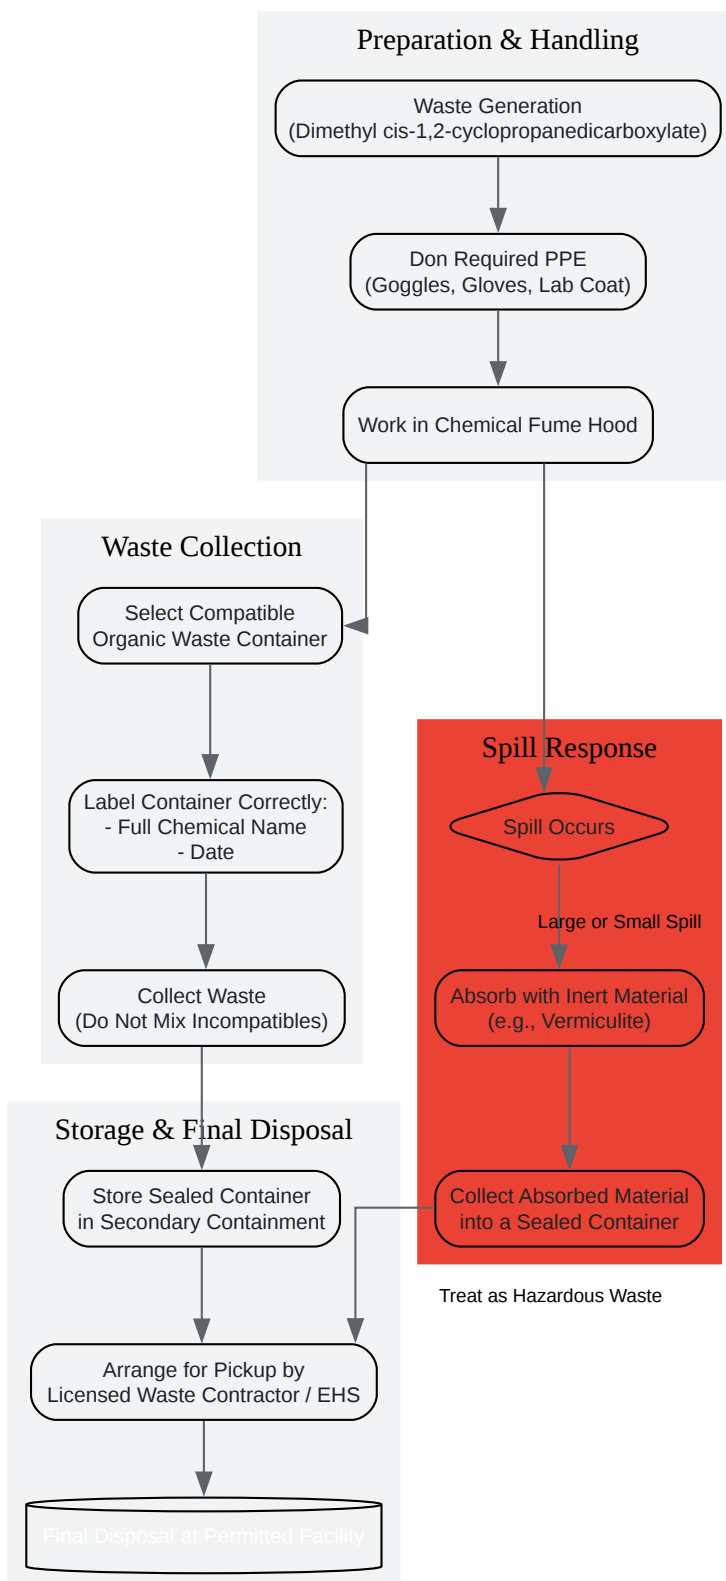 Preparation & Handling
Waste Generation
(Dimethyl cis-1,2-cyclopropanedicarboxylate)
Don Required PPE
(Goggles, Gloves, Lab Coat)
Work in Chemical Fume Hood
Waste Collection
Select Compatible
Organic Waste Container
Label Container Correctly:
- Full Chemical Name
- Date
Collect Waste
(Do Not Mix Incompatibles)
Spill Response
Spill Occurs
Large or Small Spill
Absorb with Inert Material
(e.g., Vermiculite)
Collect Absorbed Material
into a Sealed Container
Treat as Hazardous Waste
Storage & Final Disposal
Store Sealed Container
in Secondary Containment
Arrange for Pickup by
Licensed Waste Contractor / EHS
Final Disposal at Permitted Facility